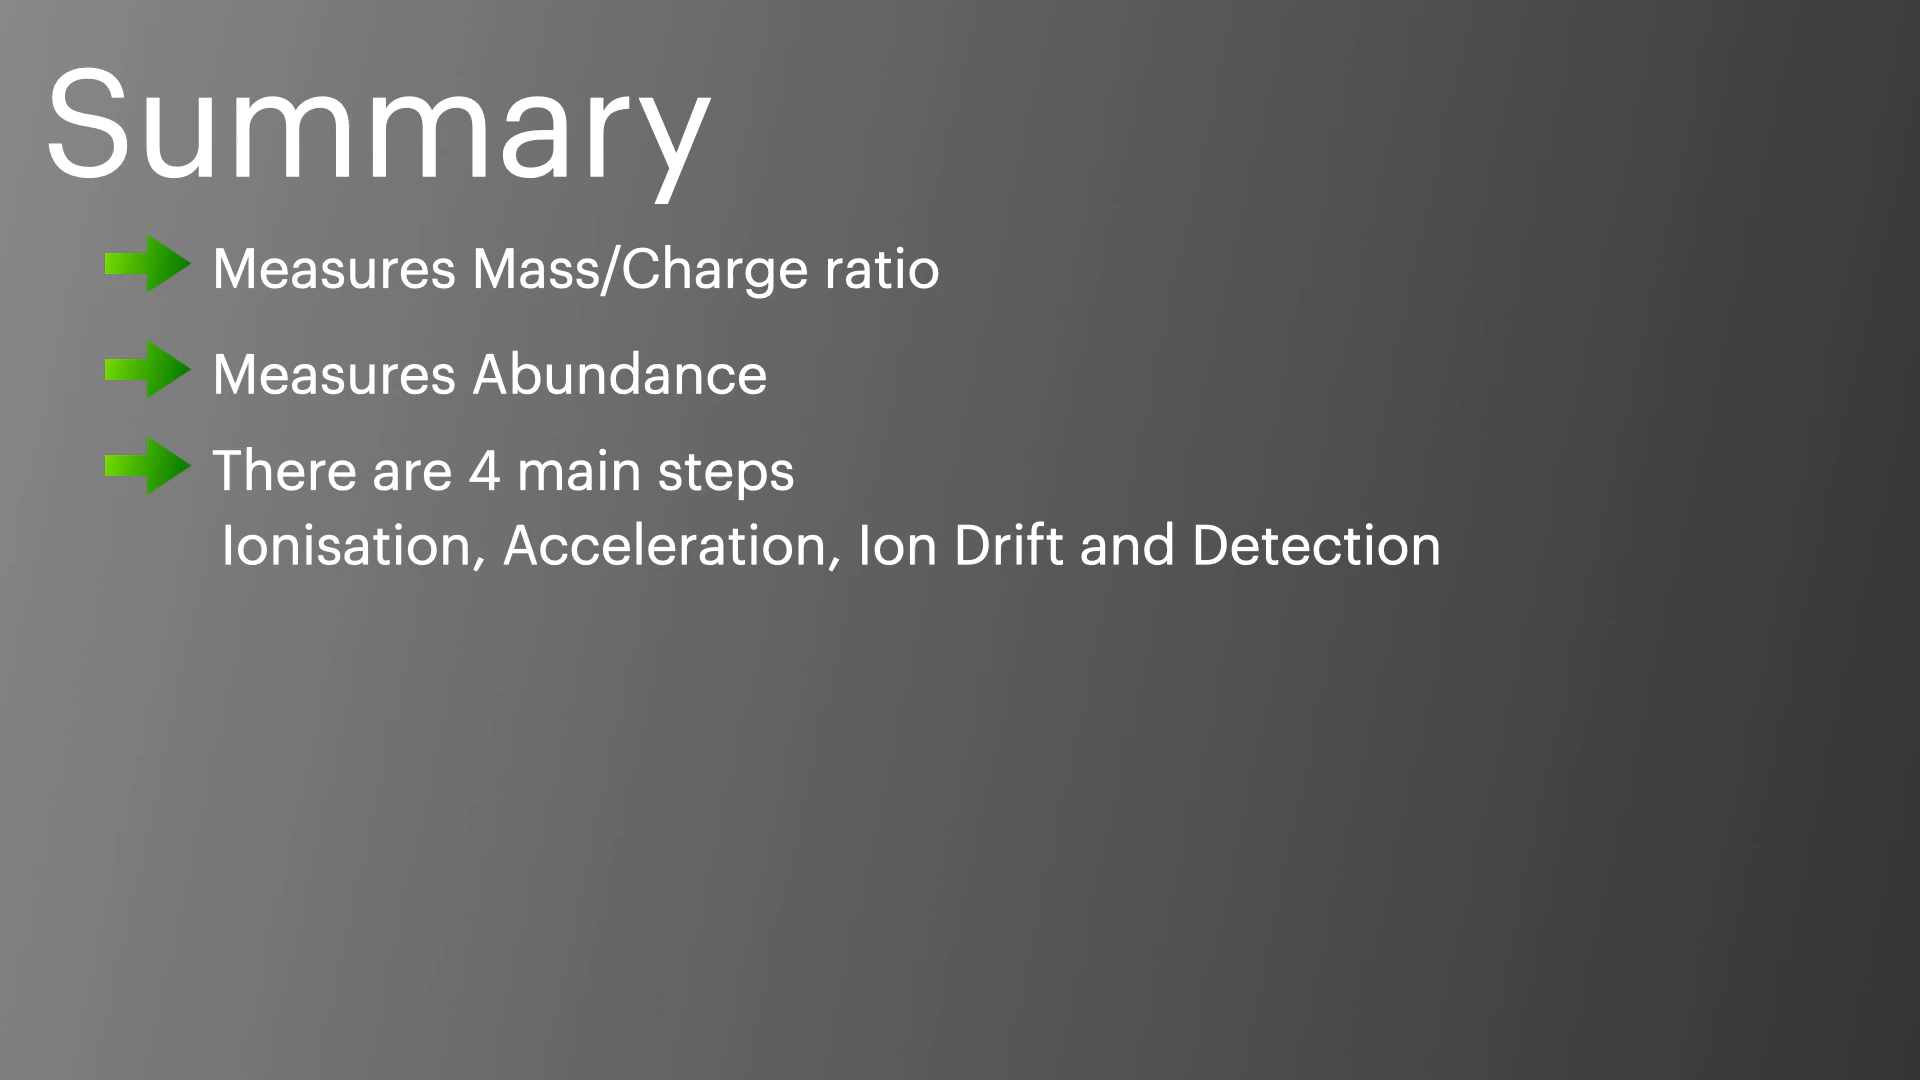 Summary
Measures Mass/Charge ratio
Measures Abundance
There are 4 main steps
Ionisation, Acceleration, Ion Drift and Detection